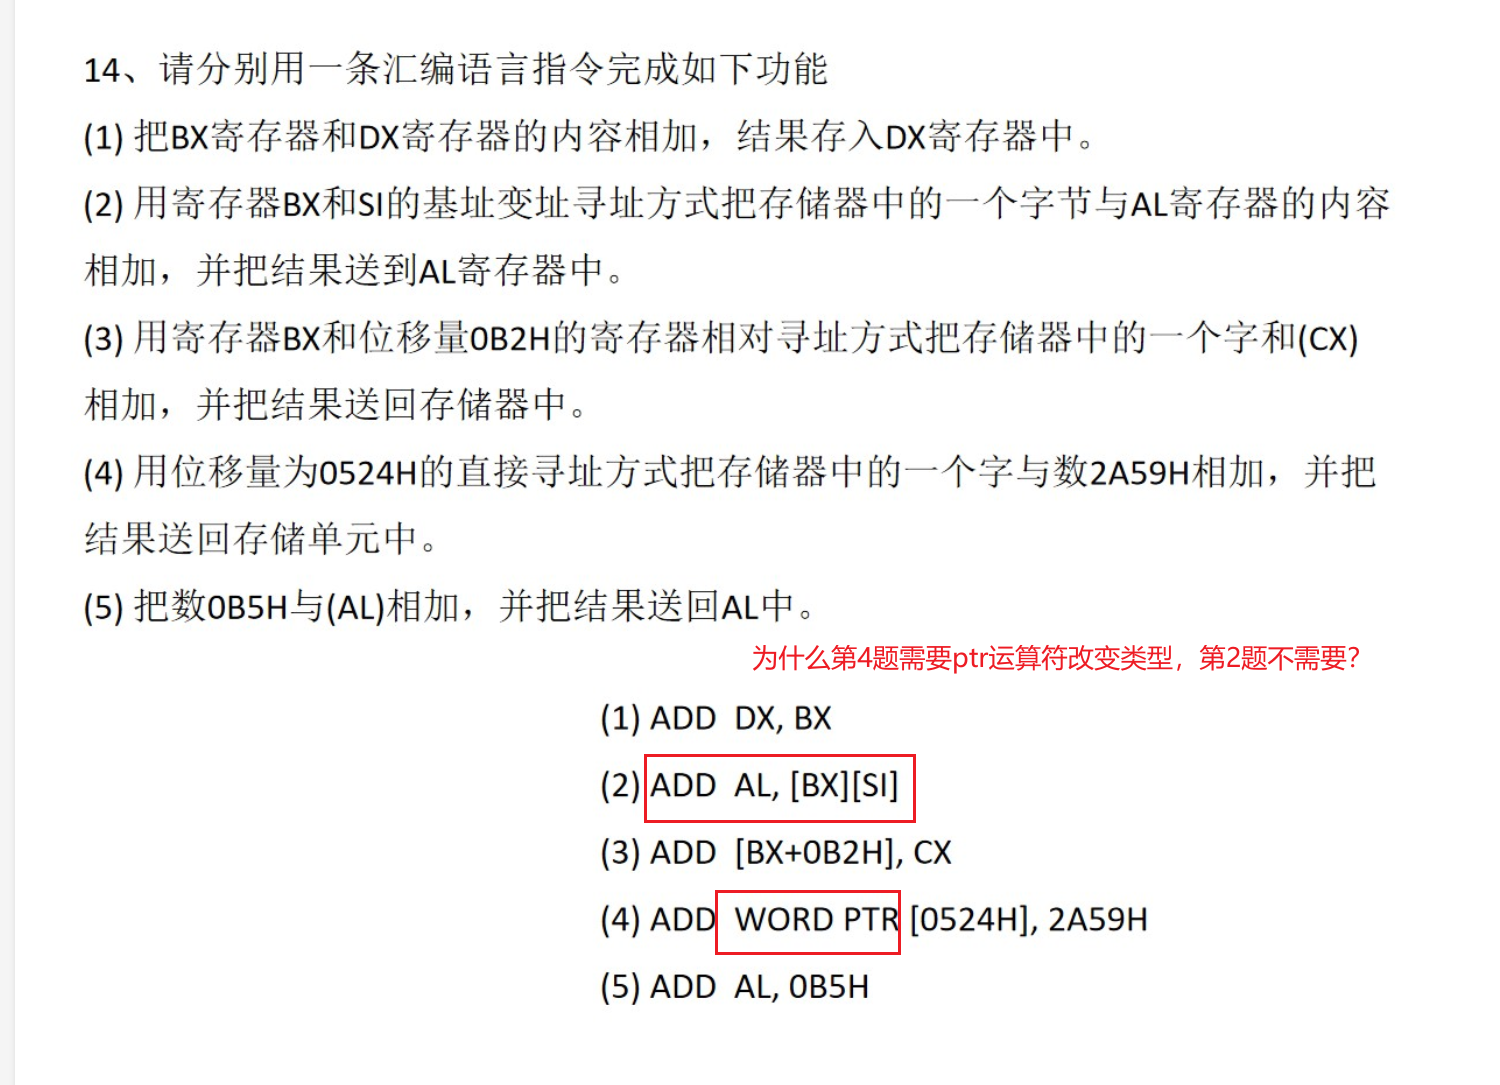 14、请分别用一条汇编语言指令完成如下功能
(1) 把BX寄存器和DX寄存器的内容相加，结果存入DX寄存器中。
(2) 用寄存器BX和SI的基址变址寻址方式把存储器中的一个字节与AL寄存器的内容
相加，并把结果送到AL寄存器中。
(3) 用寄存器BX和位移量0B2H的寄存器相对寻址方式把存储器中的一个字和(CX)
相加，并把结果送回存储器中。
(4) 用位移量为0524H的直接寻址方式把存储器中的一个字与数2A59H相加，并把
结果送回存储单元中。
(5) 把数0B5H与(AL)相加，并把结果送回AL中。
为什么第4题需要ptr运算符改变类型，第2题不需要?
(1) ADD DX, BX
(2) ADD AL, [BX][SI]
(3) ADD [BX+0B2H], CX
(4) ADD WORD PTR [0524H], 2A59H
(5) ADD AL, 0B5H